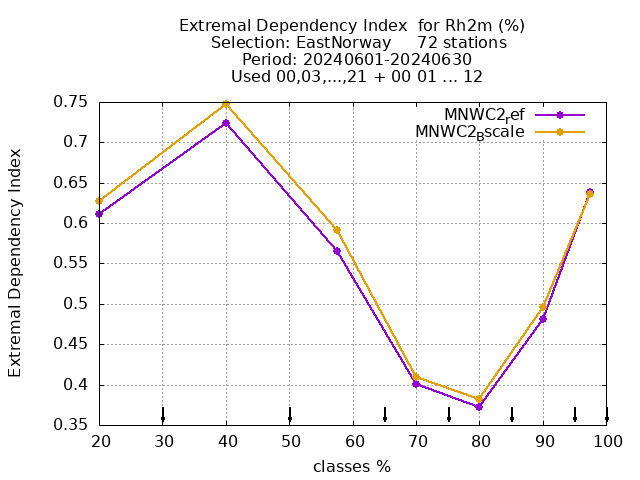 Extremal Dependency Index  for Rh2m (%)
Selection: EastNorway     72 stations
Period: 20240601-20240630
Used 00,03,...,21 + 00 01 ... 12
MNWC2ref
MNWC2Bscale
Extremal Dependency Index
0.75
0.7
0.65
0.6
0.55
0.5
0.45
0.4
0.35
20 30 40 50 60 70 80 90 100
classes %